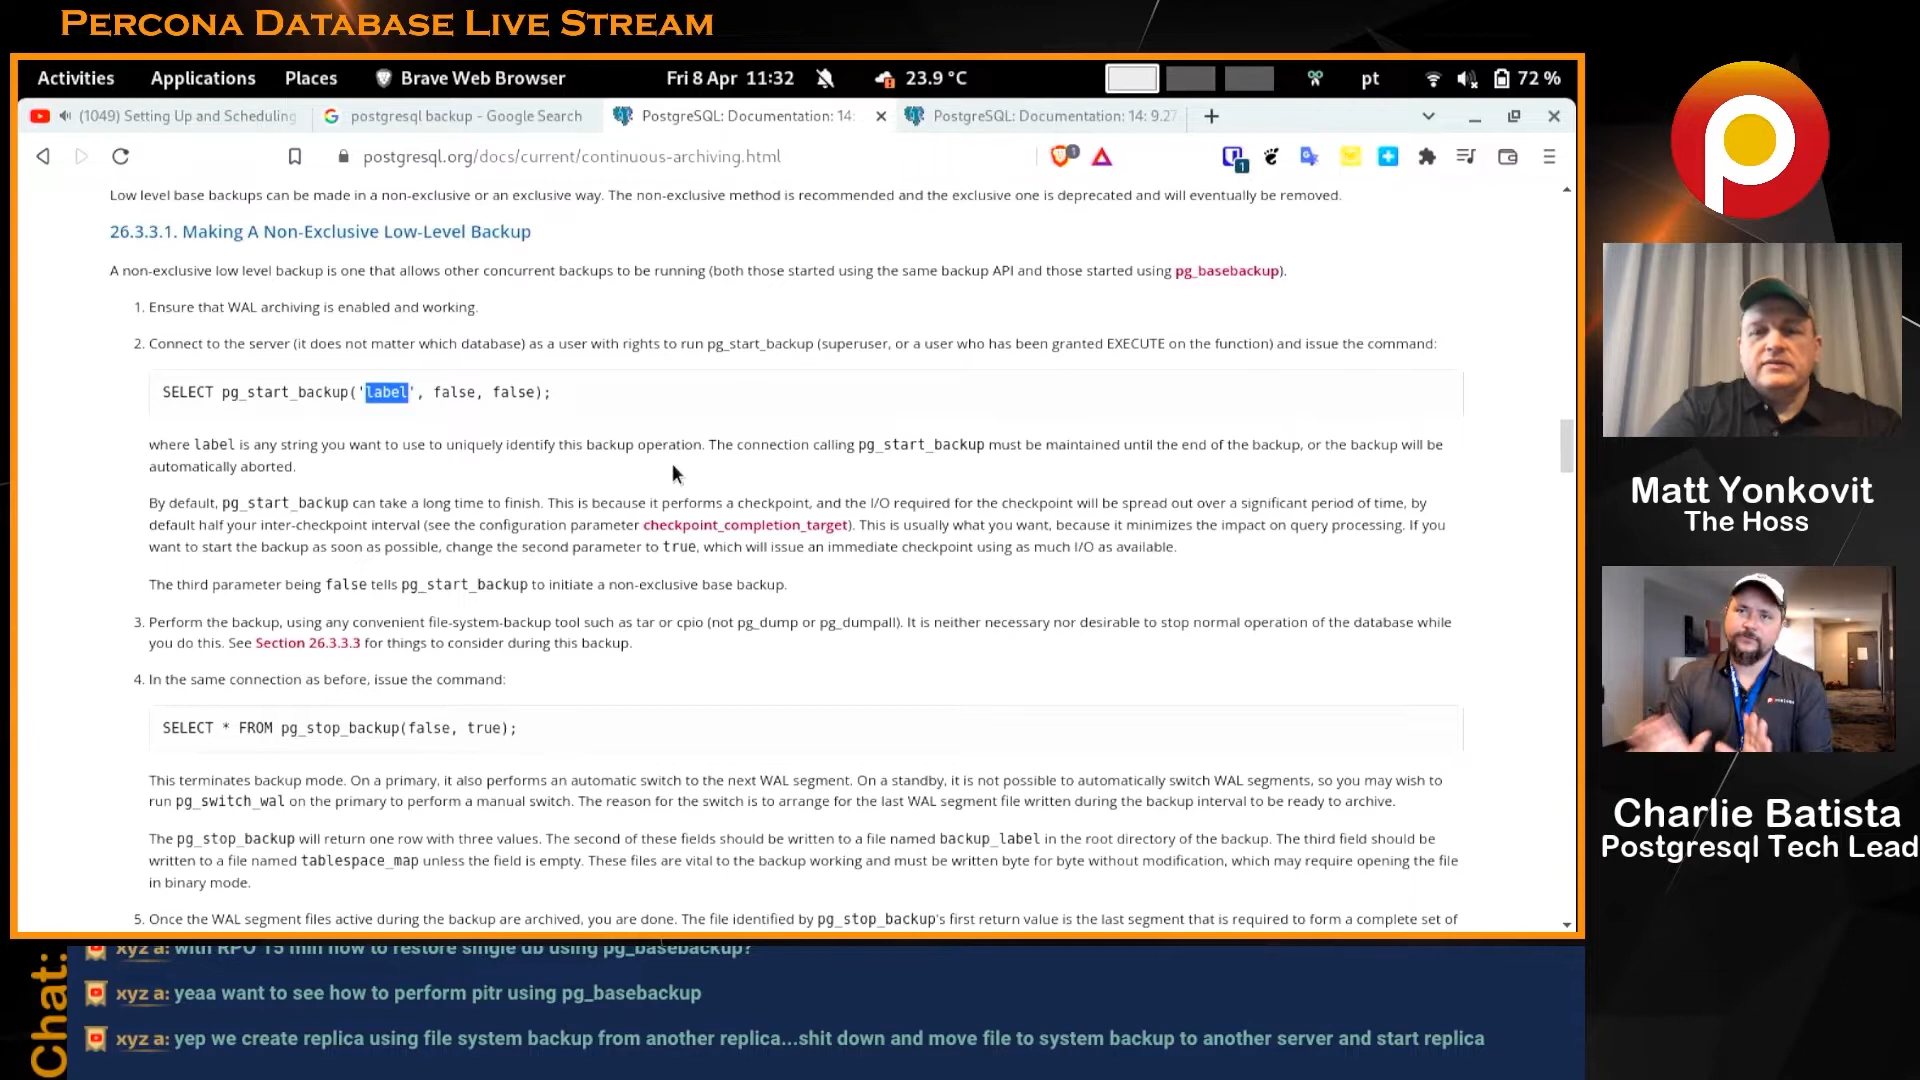 PERCONA DATABASE LIVE STREAM
Activities Applications Places Brave Web Browser Fri 8 Apr 11:32 23.9 °C pt 72 %
(1049) Setting Up and Scheduling postgresql backup - Google Search PostgreSQL: Documentation: 14: PostgreSQL: Documentation: 14: 9.27.
postgresql.org/docs/current/continuous-archiving.html 1 1
Low level base backups can be made in a non-exclusive or an exclusive way. The non-exclusive method is recommended and the exclusive one is deprecated and will eventually be removed.
26.3.3.1. Making A Non-Exclusive Low-Level Backup
A non-exclusive low level backup is one that allows other concurrent backups to be running (both those started using the same backup API and those started using pg_basebackup).
1. Ensure that WAL archiving is enabled and working.
2. Connect to the server (it does not matter which database) as a user with rights to run pg_start_backup (superuser, or a user who has been granted EXECUTE on the function) and issue the command:
SELECT pg_start_backup('label', false, false);
where label is any string you want to use to uniquely identify this backup operation. The connection calling pg_start_backup must be maintained until the end of the backup, or the backup will be
automatically aborted.
By default, pg_start_backup can take a long time to finish. This is because it performs a checkpoint, and the I/O required for the checkpoint will be spread out over a significant period of time, by
default half your inter-checkpoint interval (see the configuration parameter checkpoint_completion_target). This is usually what you want, because it minimizes the impact on query processing. If you
want to start the backup as soon as possible, change the second parameter to true, which will issue an immediate checkpoint using as much I/O as available.
The third parameter being false tells pg_start_backup to initiate a non-exclusive base backup.
3. Perform the backup, using any convenient file-system-backup tool such as tar or cpio (not pg_dump or pg_dumpall). It is neither necessary nor desirable to stop normal operation of the database while
you do this. See Section 26.3.3.3 for things to consider during this backup.
4. In the same connection as before, issue the command:
SELECT * FROM pg_stop_backup(false, true);
This terminates backup mode. On a primary, it also performs an automatic switch to the next WAL segment. On a standby, it is not possible to automatically switch WAL segments, so you may wish to
run pg_switch_wal on the primary to perform a manual switch. The reason for the switch is to arrange for the last WAL segment file written during the backup interval to be ready to archive.
The pg_stop_backup will return one row with three values. The second of these fields should be written to a file named backup_label in the root directory of the backup. The third field should be
written to a file named tablespace_map unless the field is empty. These files are vital to the backup working and must be written byte for byte without modification, which may require opening the file
in binary mode.
5. Once the WAL segment files active during the backup are archived, you are done. The file identified by pg_stop_backup's first return value is the last segment that is required to form a complete set of
Matt Yonkovit
The Hoss
Charlie Batista
Postgresql Tech Lead
Chat:
xyz a: with RPO 15 min how to restore single db using pg_basebackup?
xyz a: yeaa want to see how to perform pitr using pg_basebackup
xyz a: yep we create replica using file system backup from another replica...shit down and move file to system backup to another server and start replica